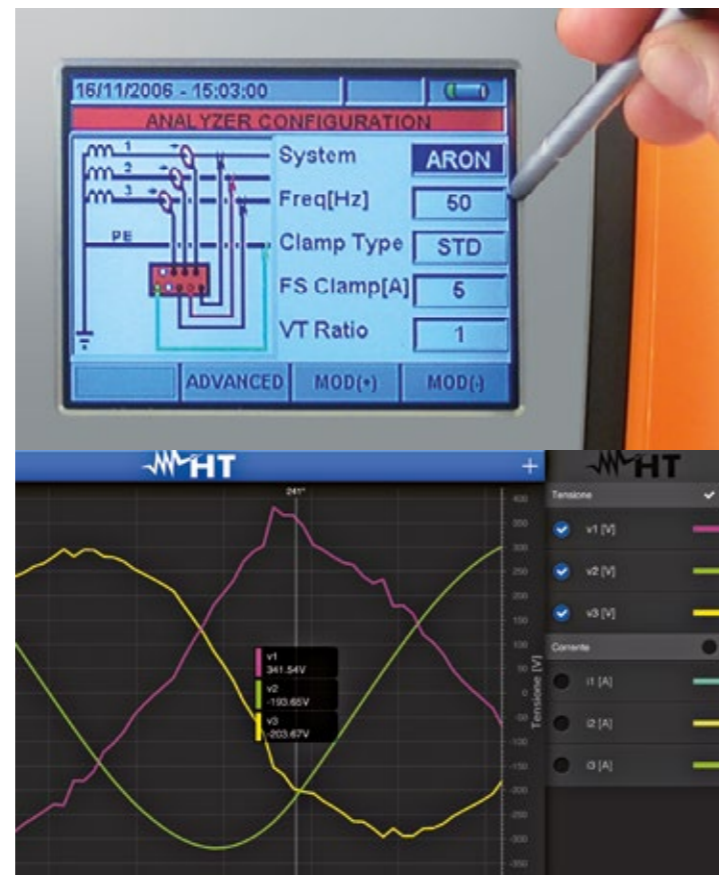 16/11/2006 - 15:03:00
ANALYZER CONFIGURATION
1
2
3
PE
System ARON
Freq[Hz] 50
Clamp Type STD
FS Clamp[A] 5
VT Ratio 1
ADVANCED MOD(+) MOD(-)
HT
+
HT
241°
Tensione
v1 [V]
v2 [V]
v3 [V]
Corrente
i1 [A]
i2 [A]
i3 [A]
v1
341.54V
v2
-193.65V
v3
-203.67V
400
350
300
250
200
150
100
50
0
-50
-100
-150
-200
-250
-300
-350
Tensione [V]